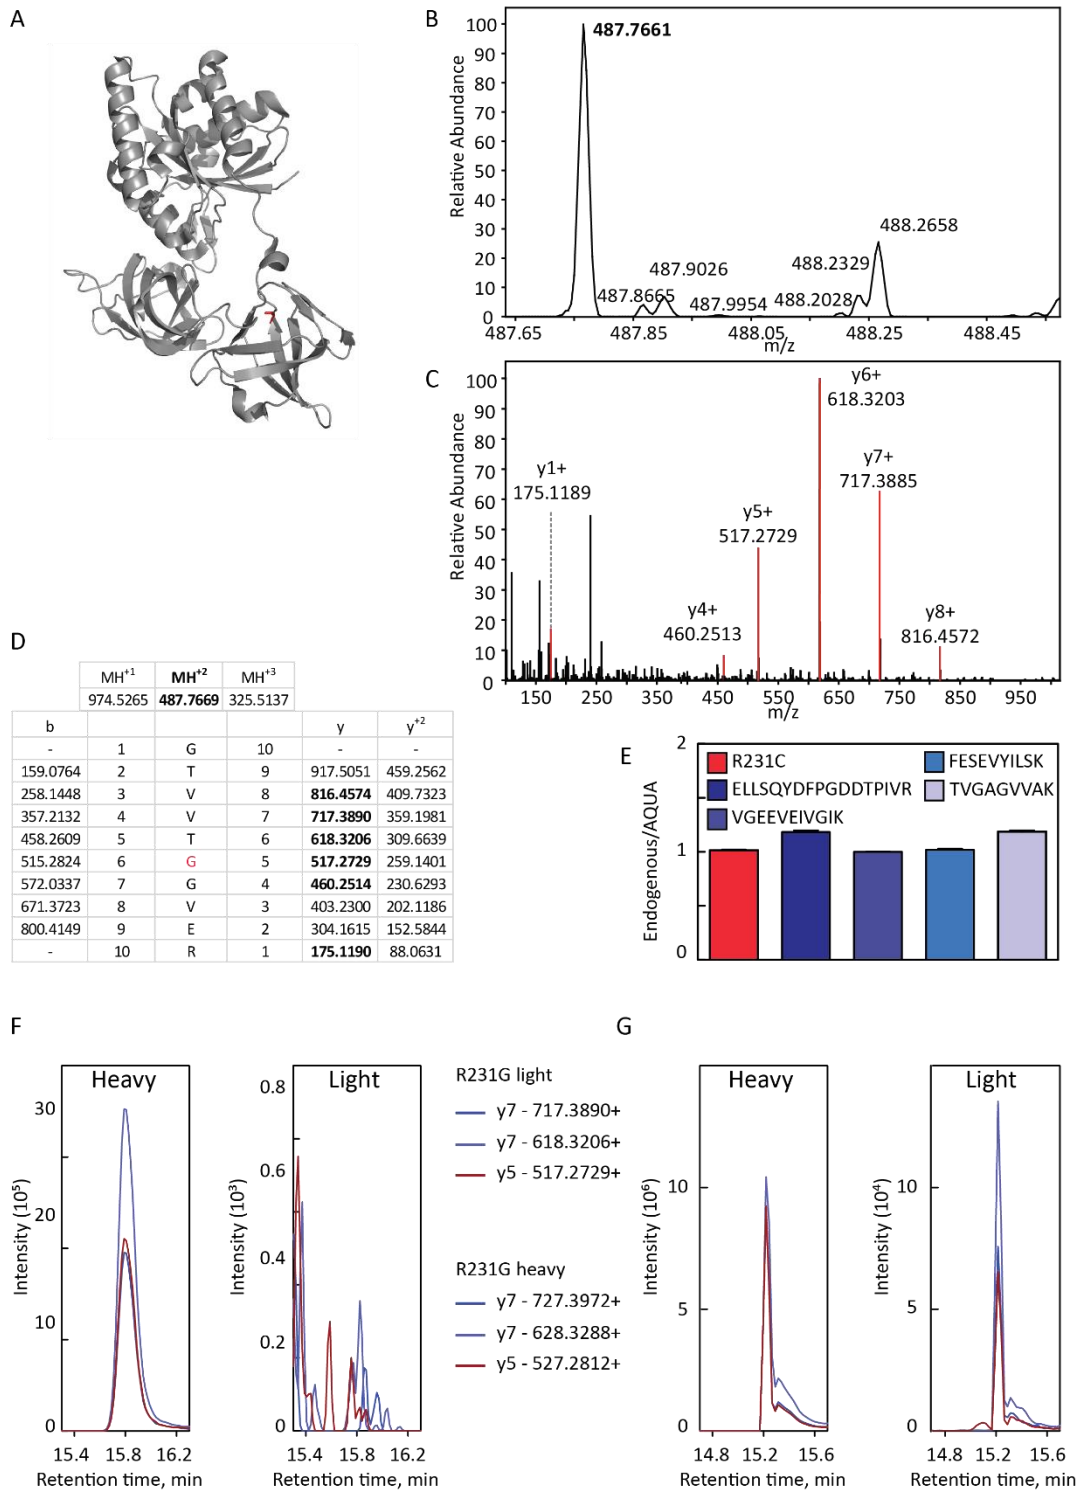 A
B
100
90
80
70
60
50
40
30
20
10
0
Relative Abundance
487.7661
488.2658
488.2329
487.9026
487.8665
487.9954
488.2028
487.65
487.85
488.05
488.25
488.45
m/z
C
100
90
80
70
60
50
40
30
20
10
0
Relative Abundance
y6+
618.3203
y7+
717.3885
y1+
175.1189
y5+
517.2729
y4+
460.2513
y8+
816.4572
150
250
350
450
550
650
750
850
950
m/z
D
MH+1 MH+2 MH+3
974.5265 487.7669 325.5137
b y y+2
- 1 G 10 - -
159.0764 2 T 9 917.5051 459.2562
258.1448 3 V 8 816.4574 409.7323
357.2132 4 V 7 717.3890 359.1981
458.2609 5 T 6 618.3206 309.6639
515.2824 6 G 5 517.2729 259.1401
572.0337 7 G 4 460.2514 230.6293
671.3723 8 V 3 403.2300 202.1186
800.4149 9 E 2 304.1615 152.5844
- 10 R 1 175.1190 88.0631
E
2
1
0
Endogenous/AQUA
R231C
FESEVYILSK
ELLSQYDFPGDDTPIVR
TVGAGVVAK
VGEEVEIVGIK
F
Heavy
30
20
10
0
Intensity (10⁵)
15.4 15.8 16.2
Retention time, min
Light
0.8
0.6
0.4
0.2
0
Intensity (10³)
15.4 15.8 16.2
Retention time, min
R231G light
y7 - 717.3890+
y7 - 618.3206+
y5 - 517.2729+
R231G heavy
y7 - 727.3972+
y7 - 628.3288+
y5 - 527.2812+
G
Heavy
10
5
0
Intensity (10⁶)
14.8 15.2 15.6
Retention time, min
Light
10
5
0
Intensity (10⁴)
14.8 15.2 15.6
Retention time, min